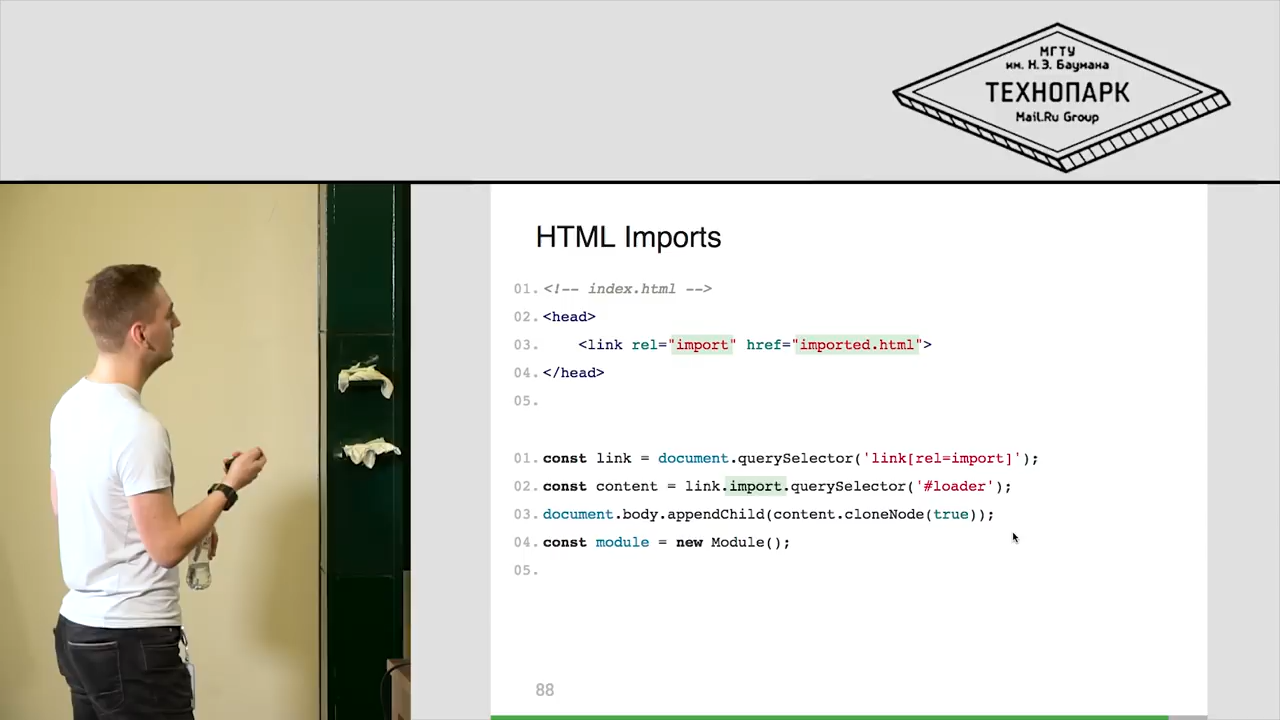 МГТУ
им. Н.Э. Баумана
ТЕХНОПАРК
Mail.Ru Group
HTML Imports
01. <!-- index.html -->
02. <head>
03.     <link rel="import" href="imported.html">
04. </head>
05.
01. const link = document.querySelector('link[rel=import]');
02. const content = link.import.querySelector('#loader');
03. document.body.appendChild(content.cloneNode(true));
04. const module = new Module();
05.
88